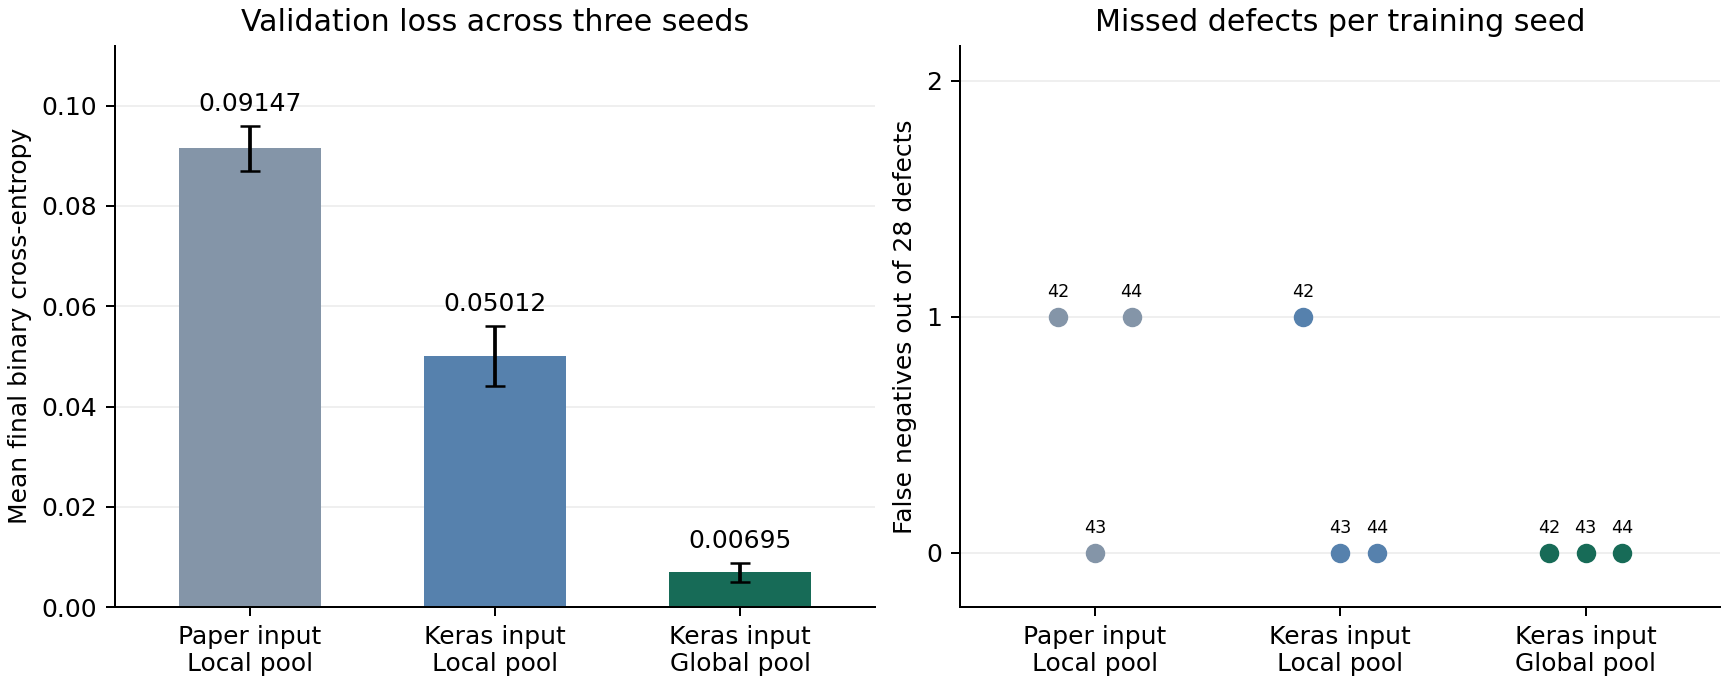 Validation loss across three seeds
Mean final binary cross-entropy
0.10
0.08
0.06
0.04
0.02
0.00
0.09147
0.05012
0.00695
Paper input
Local pool
Keras input
Local pool
Keras input
Global pool
Missed defects per training seed
False negatives out of 28 defects
2
1
0
42
44
42
43
43
44
42
43
44
Paper input
Local pool
Keras input
Local pool
Keras input
Global pool